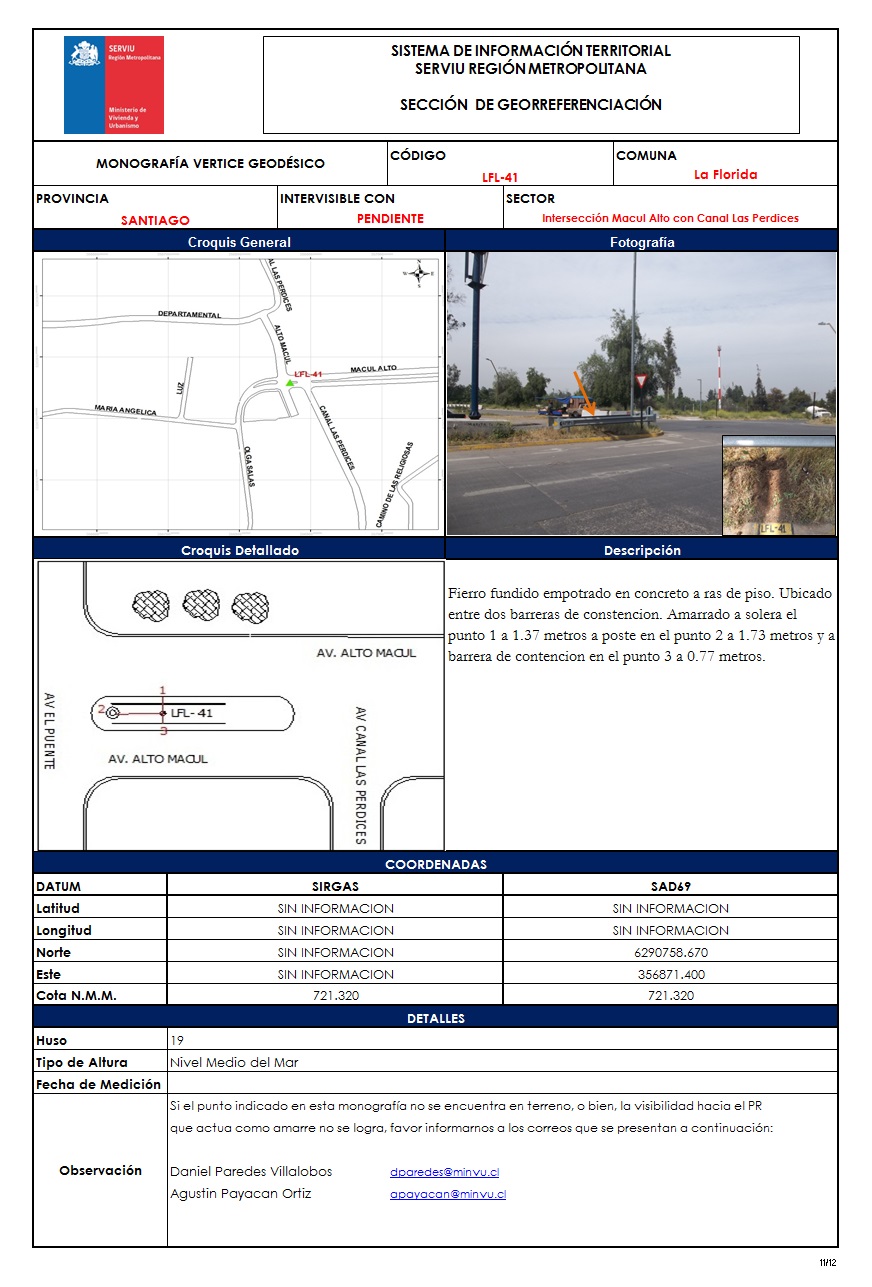 SERVIU
Región Metropolitana
Ministerio de
Vivienda y
Urbanismo
SISTEMA DE INFORMACIÓN TERRITORIAL
SERVIU REGIÓN METROPOLITANA
SECCIÓN DE GEORREFERENCIACIÓN
MONOGRAFÍA VERTICE GEODÉSICO
CÓDIGO
LFL-41
COMUNA
La Florida
PROVINCIA
SANTIAGO
INTERVISIBLE CON
PENDIENTE
SECTOR
Intersección Macul Alto con Canal Las Perdices
Croquis General
Fotografía
AL LAS PERDICES
N
W
E
S
DEPARTAMENTAL
ALTO MACUL
LFL-41
MACUL ALTO
LUZ
MARIA ANGELICA
CANAL LAS PERDICES
OLGA SALAS
CAMINO DE LAS RELIGIOSAS
LFL-41
Croquis Detallado
Descripción
AV. ALTO MACUL
AV EL PUENTE
1
2
LFL- 41
3
AV. ALTO MACUL
AV CANAL LAS PERDICES
Fierro fundido empotrado en concreto a ras de piso. Ubicado
entre dos barreras de constencion. Amarrado a solera el
punto 1 a 1.37 metros a poste en el punto 2 a 1.73 metros y a
barrera de contencion en el punto 3 a 0.77 metros.
COORDENADAS
DATUM SIRGAS SAD69
Latitud SIN INFORMACION SIN INFORMACION
Longitud SIN INFORMACION SIN INFORMACION
Norte SIN INFORMACION 6290758.670
Este SIN INFORMACION 356871.400
Cota N.M.M. 721.320 721.320
DETALLES
Huso 19
Tipo de Altura Nivel Medio del Mar
Fecha de Medición
Observación
Si el punto indicado en esta monografía no se encuentra en terreno, o bien, la visibilidad hacia el PR
que actua como amarre no se logra, favor informarnos a los correos que se presentan a continuación:
Daniel Paredes Villalobos dparedes@minvu.cl
Agustin Payacan Ortiz apayacan@minvu.cl
11/12